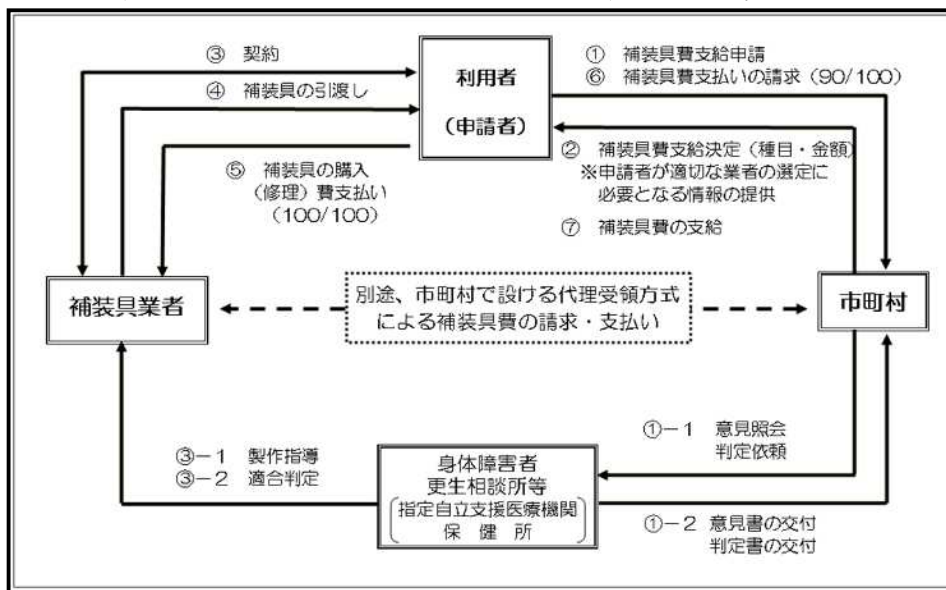 ③ 契約
④ 補装具の引渡し
利用者
(申請者)
① 補装具費支給申請
⑥ 補装具費支払いの請求(90/100)
② 補装具費支給決定(種目・金額)
※申請者が適切な業者の選定に
必要となる情報の提供
⑤ 補装具の購入
(修理)費支払い
(100/100)
⑦ 補装具費の支給
補装具業者
別途、市町村で設ける代理受領方式
による補装具費の請求・支払い
市町村
①-1 意見照会
判定依頼
③-1 製作指導
③-2 適合判定
身体障害者
更生相談所等
指定自立支援医療機関
保健所
①-2 意見書の交付
判定書の交付